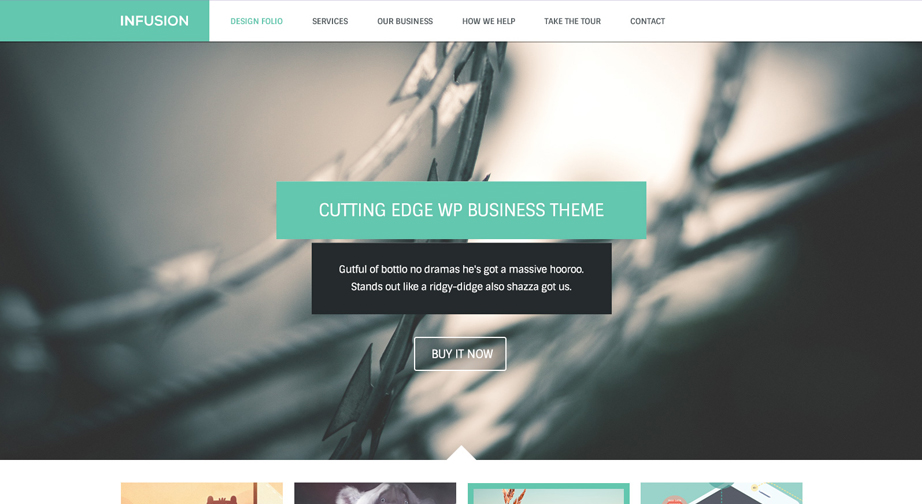 INFUSION
DESIGN FOLIO
SERVICES
OUR BUSINESS
HOW WE HELP
TAKE THE TOUR
CONTACT
CUTTING EDGE WP BUSINESS THEME
Gutful of bottlo no dramas he's got a massive hooroo.
Stands out like a ridgy-didge also shazza got us.
BUY IT NOW